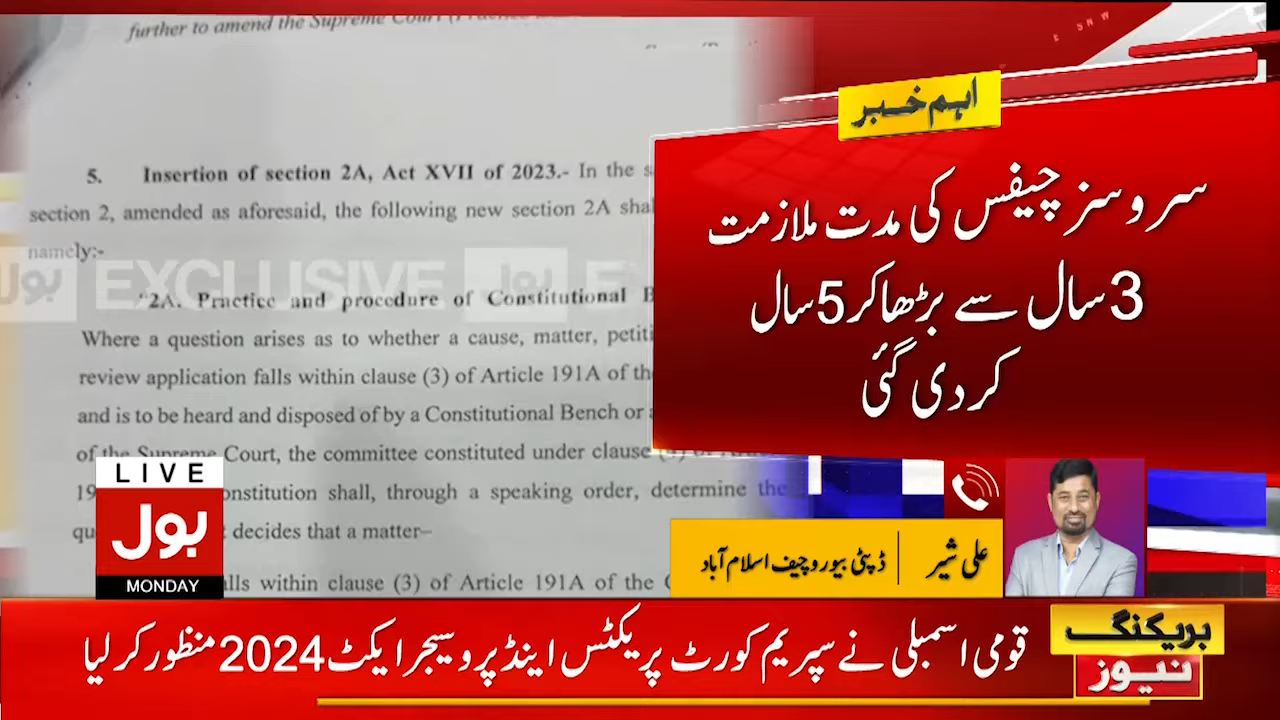 further to amend the Supreme Court
5. Insertion of section 2A, Act XVII of 2023.- In the
section 2, amended as aforesaid, the following new section 2A
namely:-
بول EXCLUSIVE بول
"2A. Practice and procedure of Constitutional
Where a question arises as to whether a cause, matter,
review application falls within clause (3) of Article 191A of
and is to be heard and disposed of by a Constitutional Bench or
of the Supreme Court, the committee constituted under clause
shall, through a speaking order, determine the
decides that a matter–
within clause (3) of Article 191A of the
اہم خبر
سروسز چیفس کی مدت ملازمت
3 سال سے بڑھا کر 5 سال
کر دی گئی
LIVE
بول
MONDAY
علی شیر
ڈپٹی بیورو چیف اسلام آباد
بریکنگ
نیوز
قومی اسمبلی نے سپریم کورٹ پریکٹس اینڈ پروسیجر ایکٹ 2024 منظور کر لیا